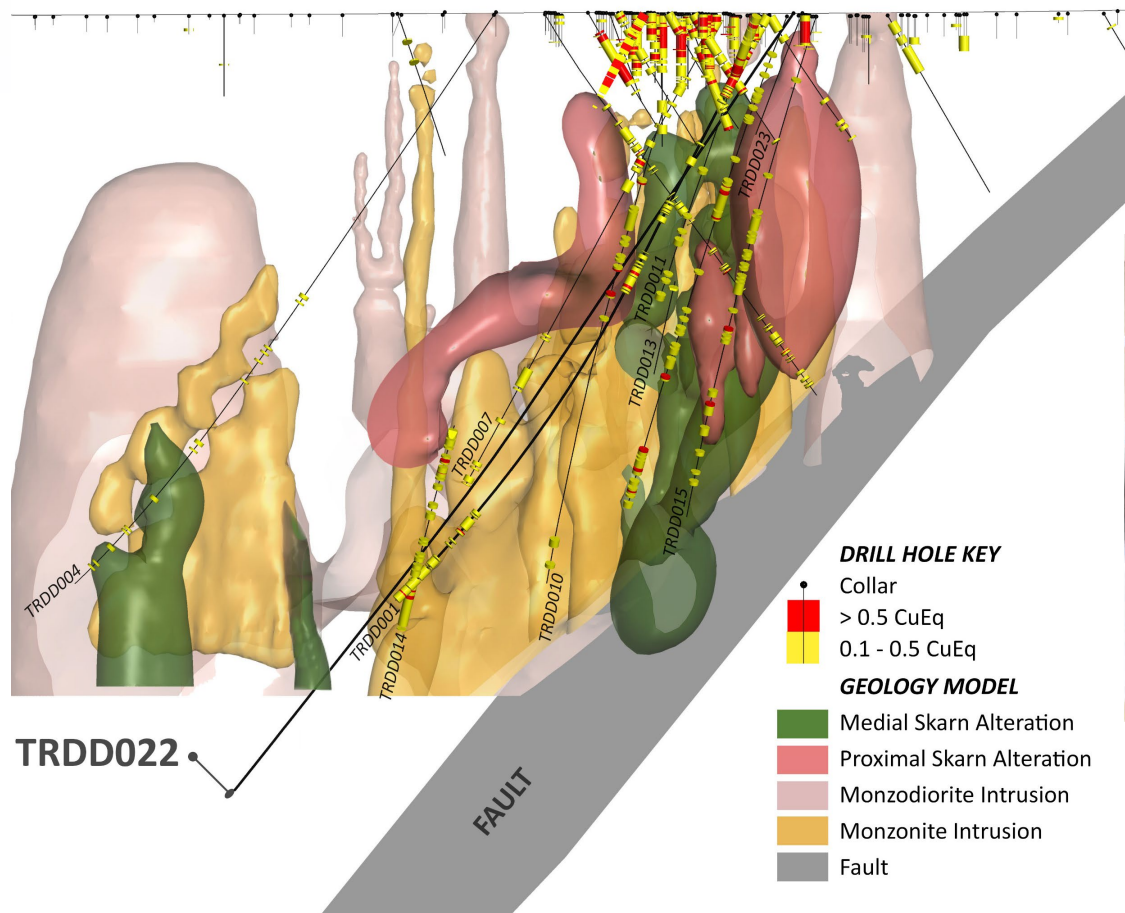 TRDD023
TRDD011
TRDD013
TRDD007
TRDD015
TRDD004
TRDD010
TRDD001
TRDD014
TRDD022
FAULT
DRILL HOLE KEY
Collar
> 0.5 CuEq
0.1 - 0.5 CuEq
GEOLOGY MODEL
Medial Skarn Alteration
Proximal Skarn Alteration
Monzodiorite Intrusion
Monzonite Intrusion
Fault